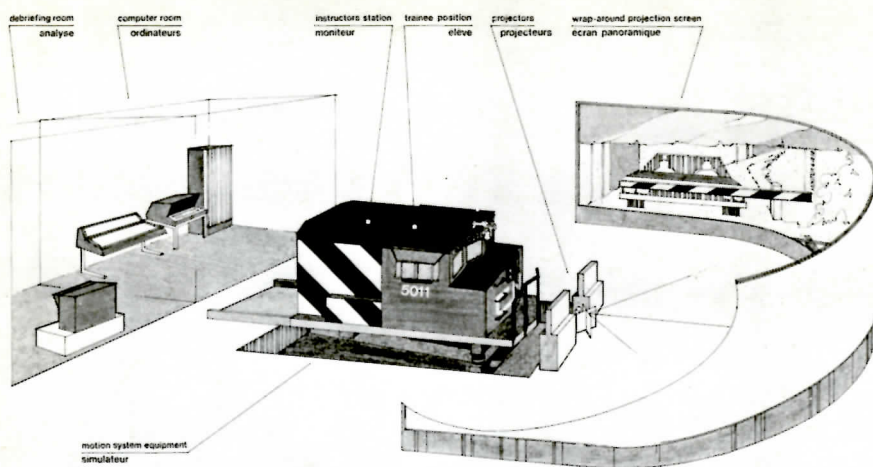 debriefing room
analyse
computer room
ordinateurs
instructors station
moniteur
trainee position
elève
projectors
projecteurs
wrap-around projection screen
écran panoramique
5011
motion system equipment
simulateur